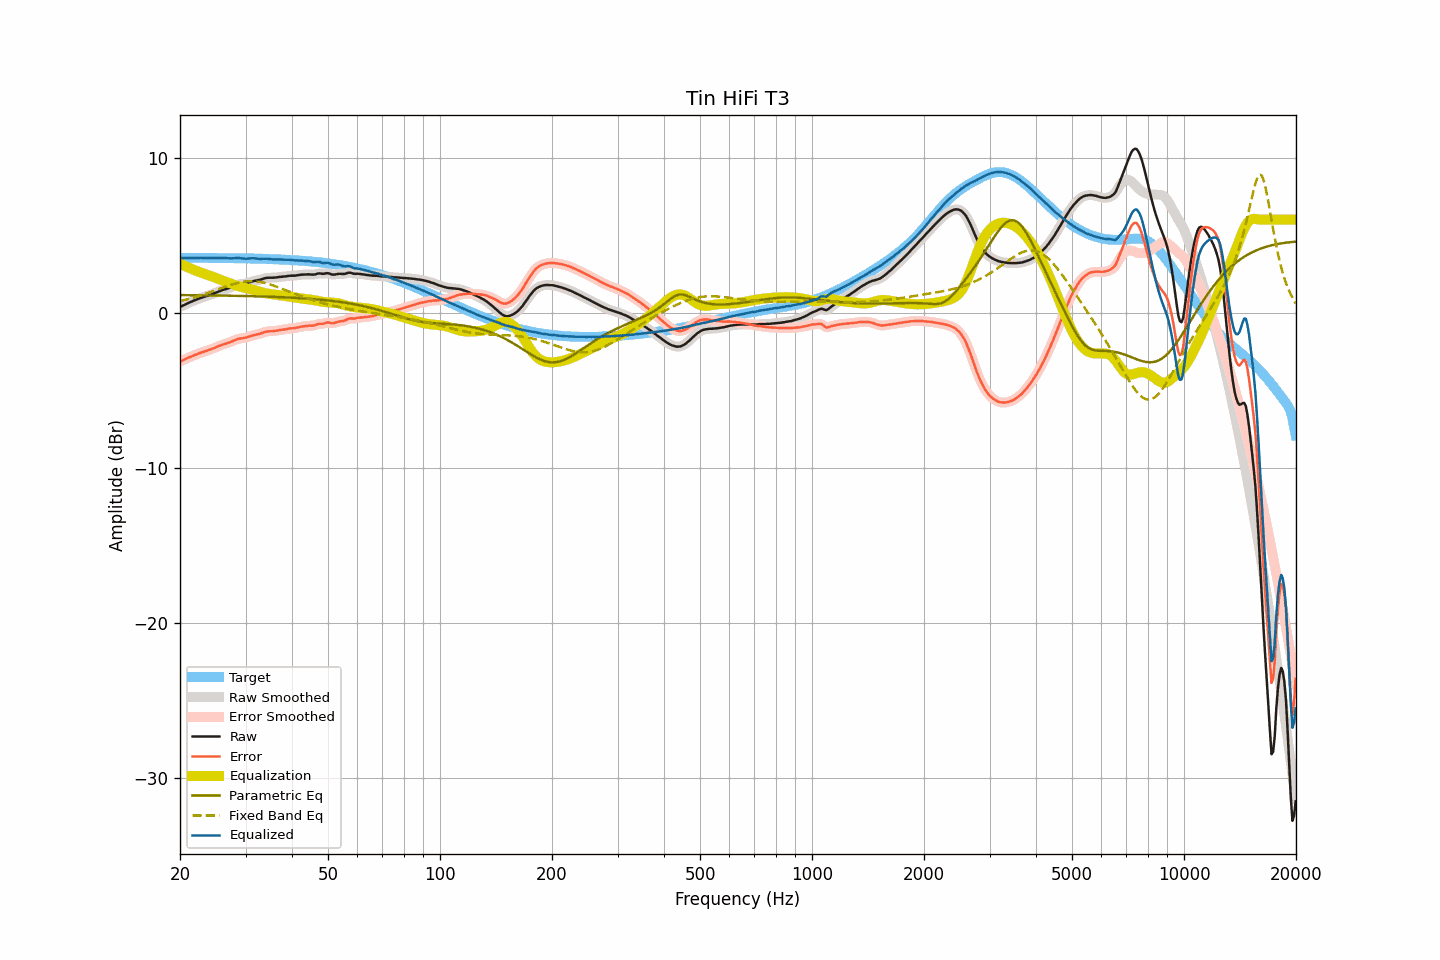 Tin HiFi T3
Amplitude (dBr)
10
0
−10
−20
−30
Target
Raw Smoothed
Error Smoothed
Raw
Error
Equalization
Parametric Eq
Fixed Band Eq
Equalized
20 50 100 200 500 1000 2000 5000 10000 20000
Frequency (Hz)